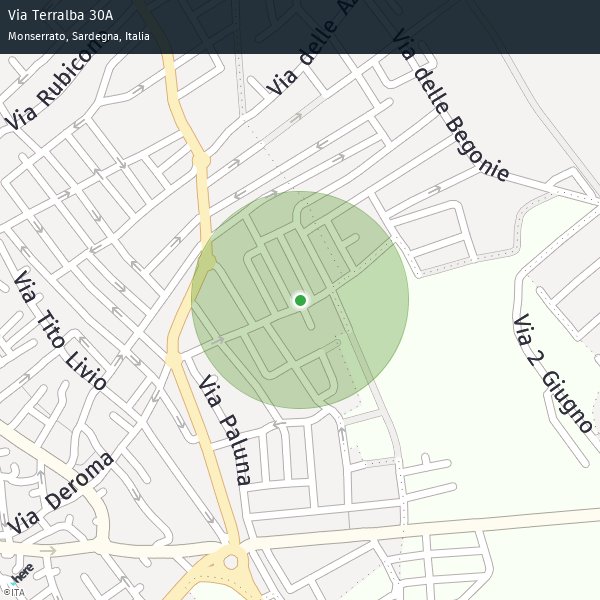 Via Terralba 30A
Monserrato, Sardegna, Italia
Via Rubicon
Via delle Az
Via delle Begonie
Via Tito Livio
Via 2 Giugno
Via Paluna
Via Deroma
here
©ITA